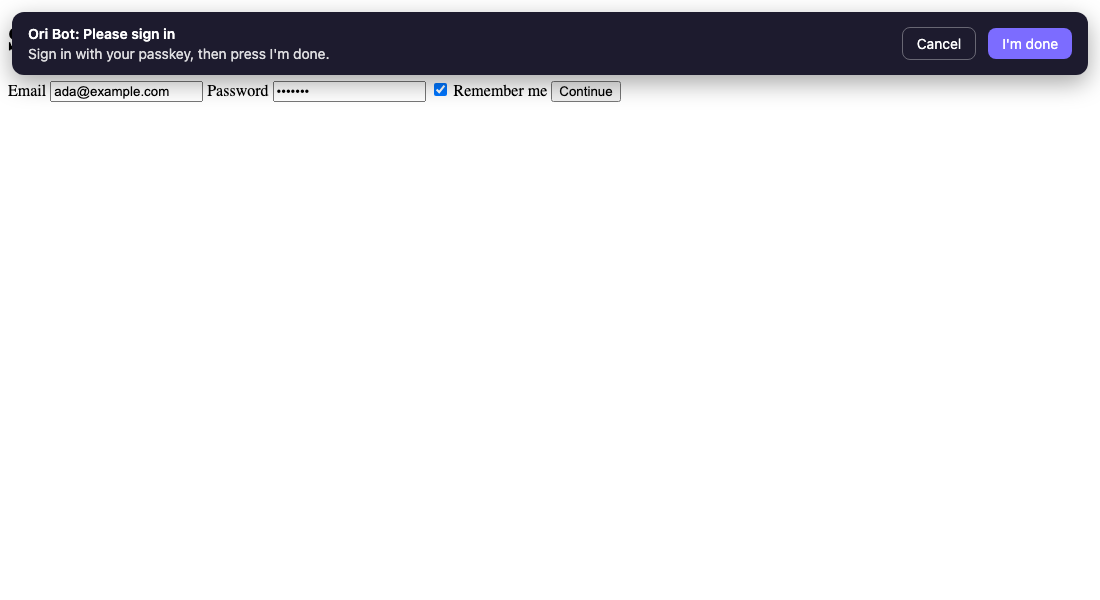 Ori Bot: Please sign in
Sign in with your passkey, then press I'm done.
Cancel
I'm done
Email ada@example.com Password ••••••• Remember me Continue